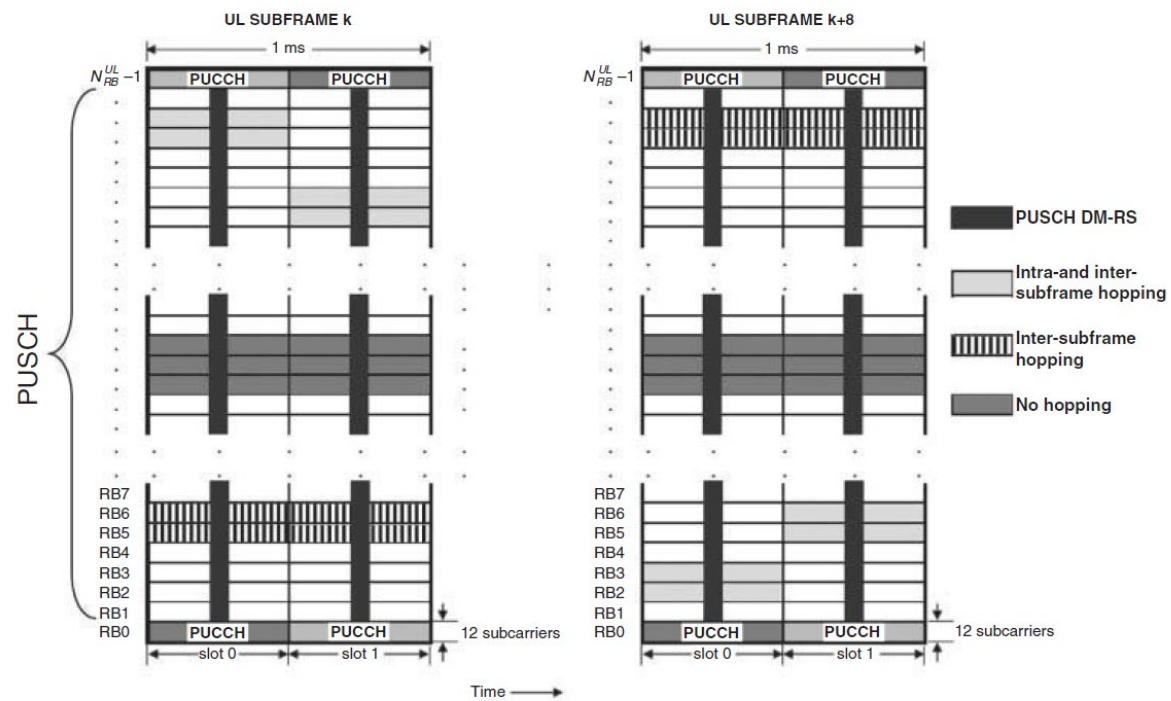 UL SUBFRAME k
UL SUBFRAME k+8
1 ms
1 ms
N^{UL}_{RB} –1
PUCCH
PUCCH
N^{UL}_{RB} –1
PUCCH
PUCCH
PUSCH DM-RS
Intra-and inter-
subframe hopping
Inter-subframe
hopping
No hopping
PUSCH
RB7
RB6
RB5
RB4
RB3
RB2
RB1
RB0
PUCCH
PUCCH
12 subcarriers
RB7
RB6
RB5
RB4
RB3
RB2
RB1
RB0
PUCCH
PUCCH
12 subcarriers
slot 0
slot 1
slot 0
slot 1
Time